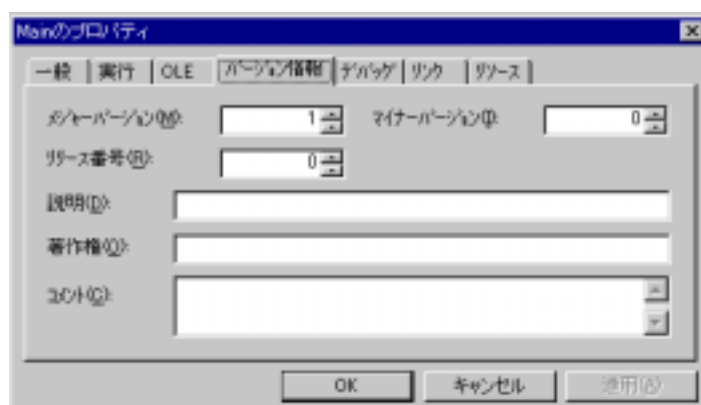 Mainのプロパティ
一般 実行 OLE バージョン情報 デバッグ リンク リソース
メジャーバージョン(M): 1 マイナーバージョン(I): 0
リリース番号(R): 0
説明(D):
著作権(O):
コメント(C):
OK キャンセル 適用(A)